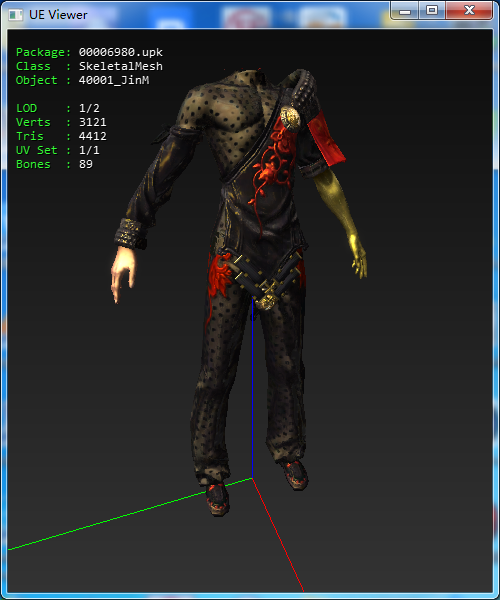 UE Viewer
Package: 00006980.upk
Class : SkeletalMesh
Object : 40001_JinM
LOD : 1/2
Verts : 3121
Tris : 4412
UV Set : 1/1
Bones : 89